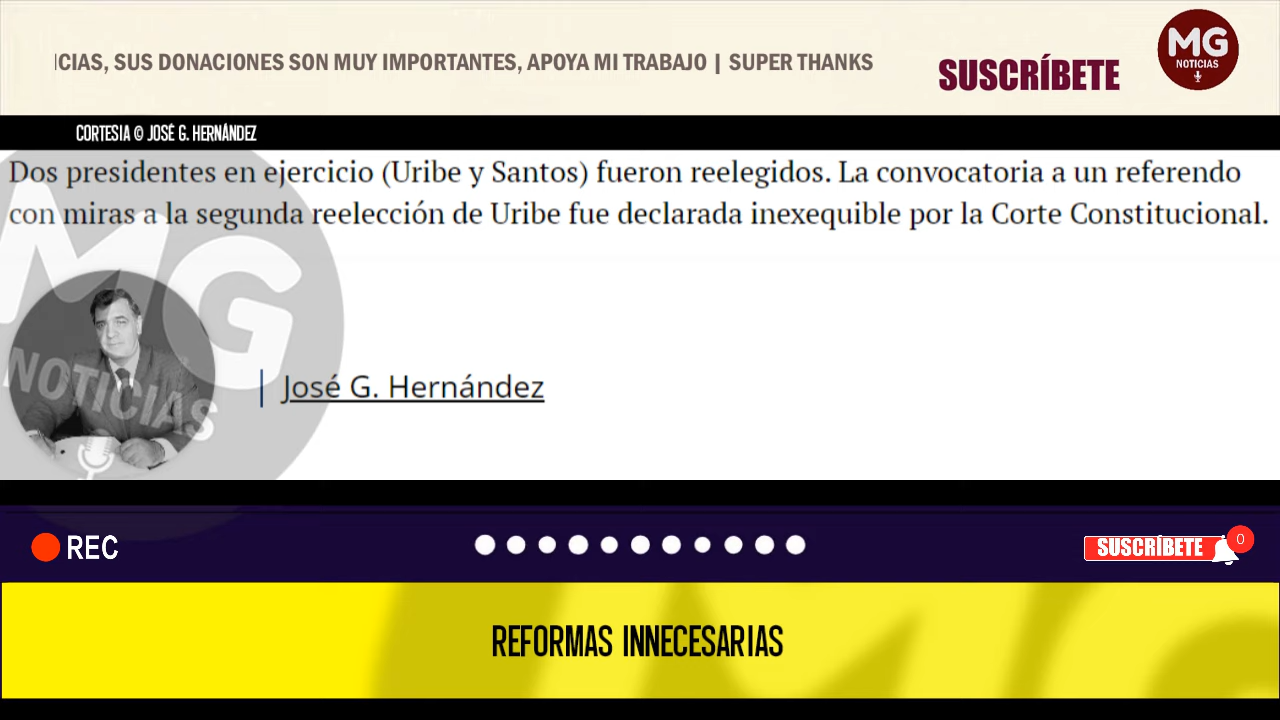 ICIAS, SUS DONACIONES SON MUY IMPORTANTES, APOYA MI TRABAJO | SUPER THANKS
SUSCRÍBETE
MG
NOTICIAS
CORTESIA © JOSÉ G. HERNÁNDEZ
Dos presidentes en ejercicio (Uribe y Santos) fueron reelegidos. La convocatoria a un referendo
con miras a la segunda reelección de Uribe fue declarada inexequible por la Corte Constitucional.
MG
NOTICIAS
José G. Hernández
REC
SUSCRÍBETE
0
REFORMAS INNECESARIAS